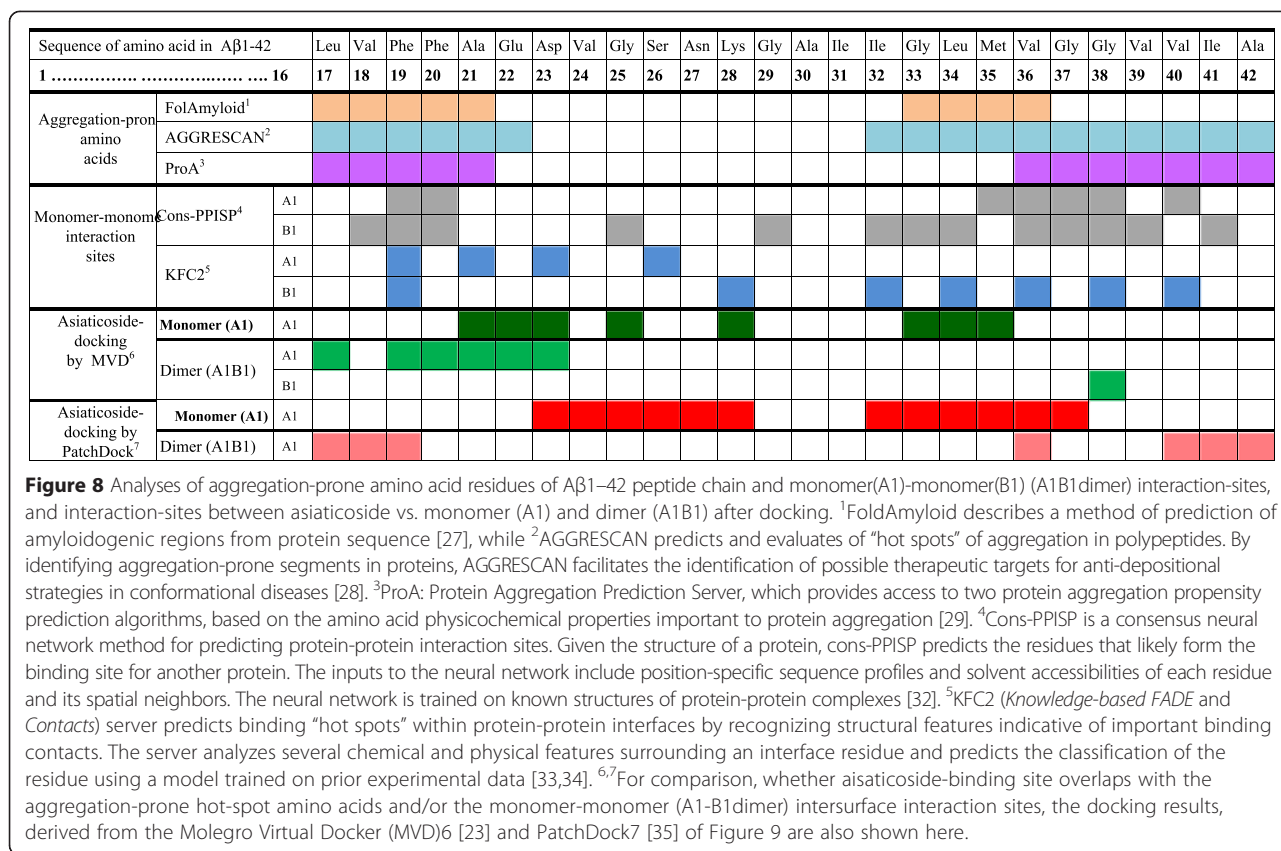 Sequence of amino acid in Aβ1-42 Leu Val Phe Phe Ala Glu Asp Val Gly Ser Asn Lys Gly Ala Ile Ile Gly Leu Met Val Gly Gly Val Val Ile Ala
1 ................ ................... .... 16 17 18 19 20 21 22 23 24 25 26 27 28 29 30 31 32 33 34 35 36 37 38 39 40 41 42
Aggregation-pron
amino
acids
FolAmyloid1
AGGRESCAN2
ProA3
Monomer-monome
interaction
sites
Cons-PPISP4
A1
B1
KFC25
A1
B1
Asiaticoside-
docking
by MVD6
Monomer (A1) A1
Dimer (A1B1)
A1
B1
Asiaticoside-
docking by
PatchDock7
Monomer (A1) A1
Dimer (A1B1) A1
Figure 8 Analyses of aggregation-prone amino acid residues of Aβ1–42 peptide chain and monomer(A1)-monomer(B1) (A1B1dimer) interaction-sites,
and interaction-sites between asiaticoside vs. monomer (A1) and dimer (A1B1) after docking. 1FoldAmyloid describes a method of prediction of
amyloidogenic regions from protein sequence [27], while 2AGGRESCAN predicts and evaluates of “hot spots” of aggregation in polypeptides. By
identifying aggregation-prone segments in proteins, AGGRESCAN facilitates the identification of possible therapeutic targets for anti-depositional
strategies in conformational diseases [28]. 3ProA: Protein Aggregation Prediction Server, which provides access to two protein aggregation propensity
prediction algorithms, based on the amino acid physicochemical properties important to protein aggregation [29]. 4Cons-PPISP is a consensus neural
network method for predicting protein-protein interaction sites. Given the structure of a protein, cons-PPISP predicts the residues that likely form the
binding site for another protein. The inputs to the neural network include position-specific sequence profiles and solvent accessibilities of each residue
and its spatial neighbors. The neural network is trained on known structures of protein-protein complexes [32]. 5KFC2 (Knowledge-based FADE and
Contacts) server predicts binding “hot spots” within protein-protein interfaces by recognizing structural features indicative of important binding
contacts. The server analyzes several chemical and physical features surrounding an interface residue and predicts the classification of the
residue using a model trained on prior experimental data [33,34]. 6,7For comparison, whether aisaticoside-binding site overlaps with the
aggregation-prone hot-spot amino acids and/or the monomer-monomer (A1-B1dimer) intersurface interaction sites, the docking results,
derived from the Molegro Virtual Docker (MVD)6 [23] and PatchDock7 [35] of Figure 9 are also shown here.